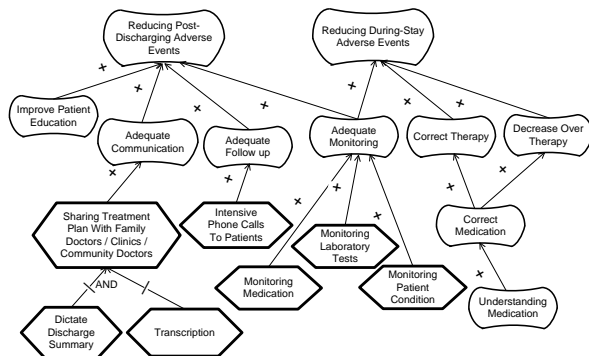 Reducing Post-
Discharging Adverse
Events
Reducing During-Stay
Adverse Events
Improve Patient
Education
Adequate
Communication
Adequate
Follow up
Adequate
Monitoring
Correct Therapy
Decrease Over
Therapy
Sharing Treatment
Plan With Family
Doctors / Clinics /
Community Doctors
Intensive
Phone Calls
To Patients
Monitoring
Laboratory
Tests
Correct
Medication
Monitoring
Medication
Monitoring
Patient
Condition
Understanding
Medication
AND
Dictate
Discharge
Summary
Transcription